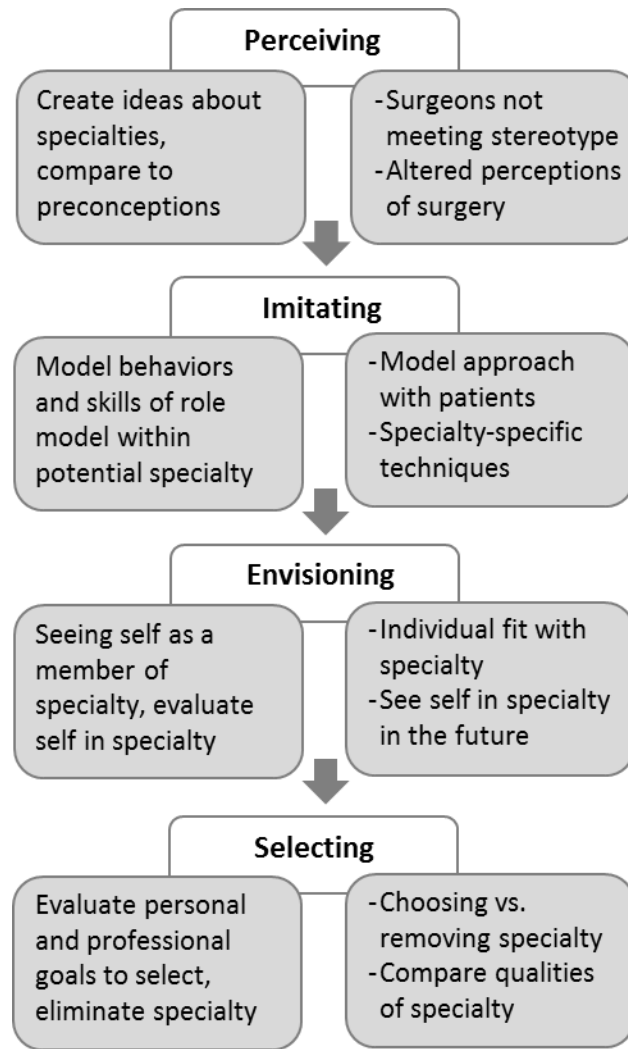 Perceiving
Create ideas about
specialties,
compare to
preconceptions
-Surgeons not
meeting stereotype
-Altered perceptions
of surgery
Imitating
Model behaviors
and skills of role
model within
potential specialty
-Model approach
with patients
-Specialty-specific
techniques
Envisioning
Seeing self as a
member of
specialty, evaluate
self in specialty
-Individual fit with
specialty
-See self in specialty
in the future
Selecting
Evaluate personal
and professional
goals to select,
eliminate specialty
-Choosing vs.
removing specialty
-Compare qualities
of specialty